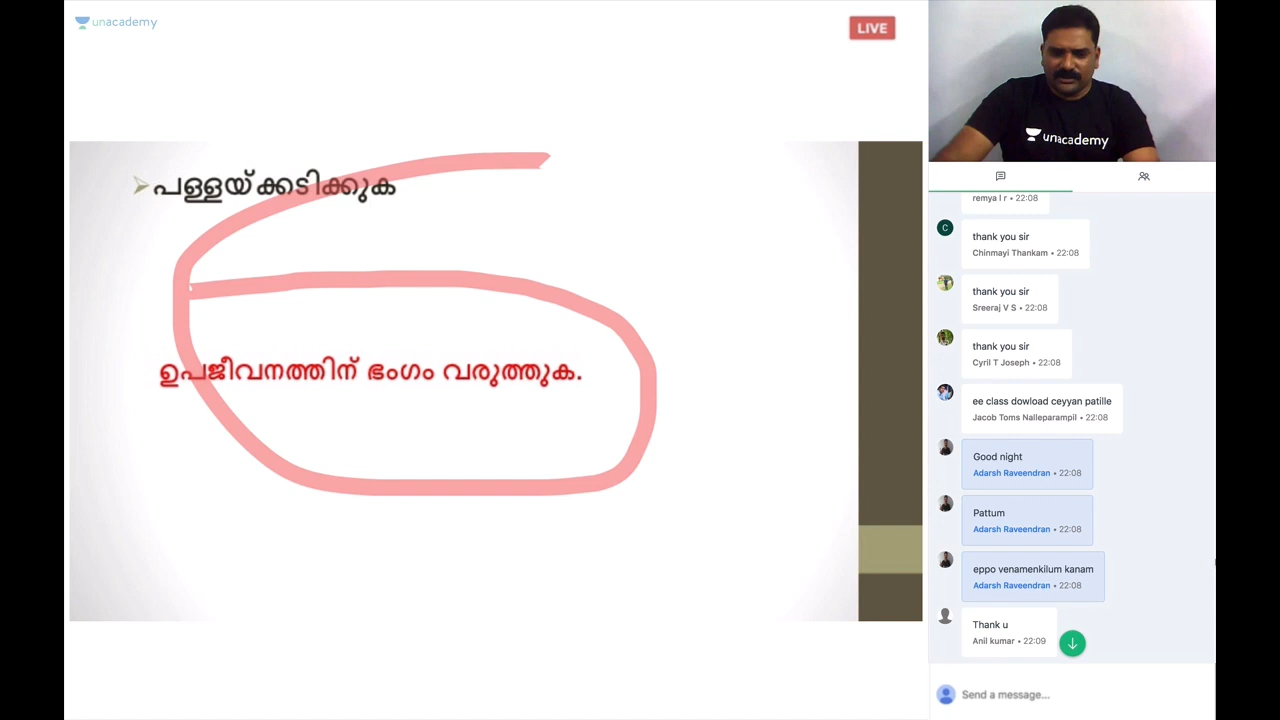 unacademy
LIVE
പള്ളയ്ക്കടിക്കുക
ഉപജീവനത്തിന് ഭംഗം വരുത്തുക.
unacademy
remya l r • 22:08
C
thank you sir
Chinmayi Thankam • 22:08
thank you sir
Sreeraj V S • 22:08
thank you sir
Cyril T Joseph • 22:08
ee class dowload ceyyan patille
Jacob Toms Nalleparampil • 22:08
Good night
Adarsh Raveendran • 22:08
Pattum
Adarsh Raveendran • 22:08
eppo venamenkilum kanam
Adarsh Raveendran • 22:08
Thank u
Anil kumar • 22:09
Send a message...